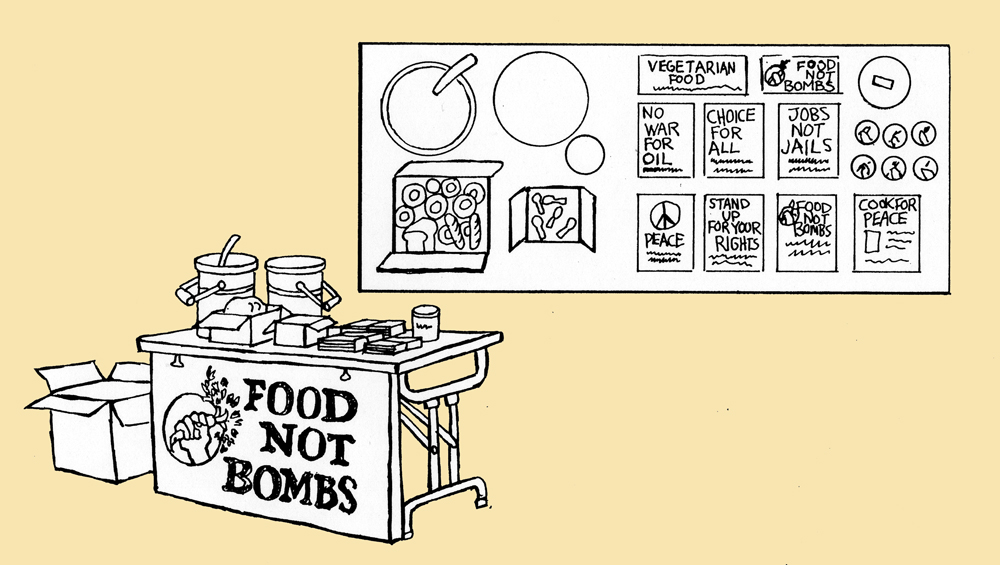 VEGETARIAN
FOOD
FOOD
NOT
BOMBS
NO
WAR
FOR
OIL
CHOICE
FOR
ALL
JOBS
NOT
JAILS
PEACE
STAND
UP
FOR YOUR
RIGHTS
FOOD
NOT
BOMBS
COOK FOR
PEACE
FOOD
NOT
BOMBS